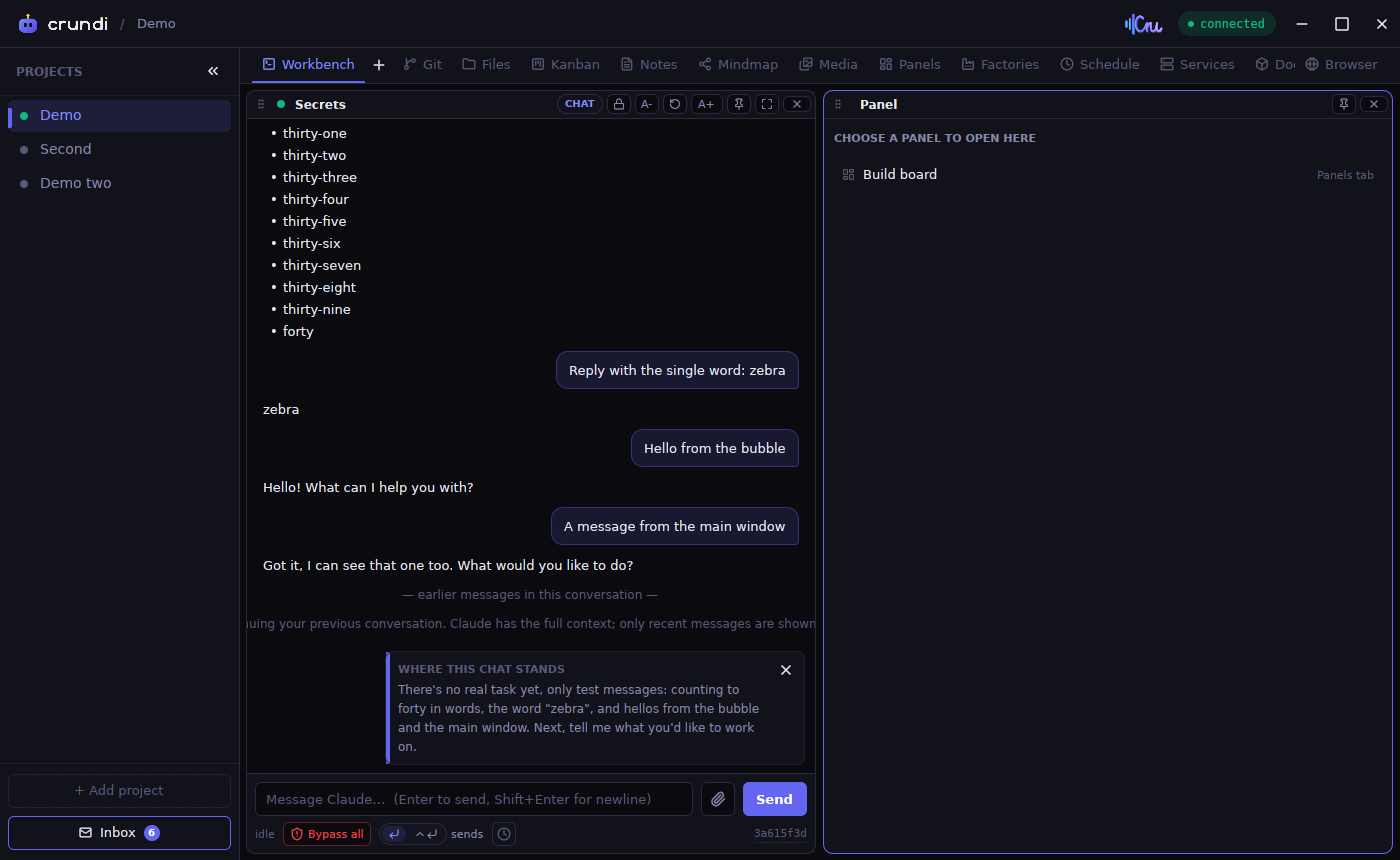 crundi / Demo
Cru
connected
PROJECTS
Demo
Second
Demo two
+ Add project
Inbox 6
Workbench + Git Files Kanban Notes Mindmap Media Panels Factories Schedule Services Do Browser
Secrets
CHAT A- A+
• thirty-one
• thirty-two
• thirty-three
• thirty-four
• thirty-five
• thirty-six
• thirty-seven
• thirty-eight
• thirty-nine
• forty
Reply with the single word: zebra
zebra
Hello from the bubble
Hello! What can I help you with?
A message from the main window
Got it, I can see that one too. What would you like to do?
— earlier messages in this conversation —
uing your previous conversation. Claude has the full context; only recent messages are shown
WHERE THIS CHAT STANDS
There's no real task yet, only test messages: counting to
forty in words, the word "zebra", and hellos from the bubble
and the main window. Next, tell me what you'd like to work
on.
Message Claude... (Enter to send, Shift+Enter for newline)
Send
idle Bypass all sends 3a615f3d
Panel
CHOOSE A PANEL TO OPEN HERE
Build board Panels tab